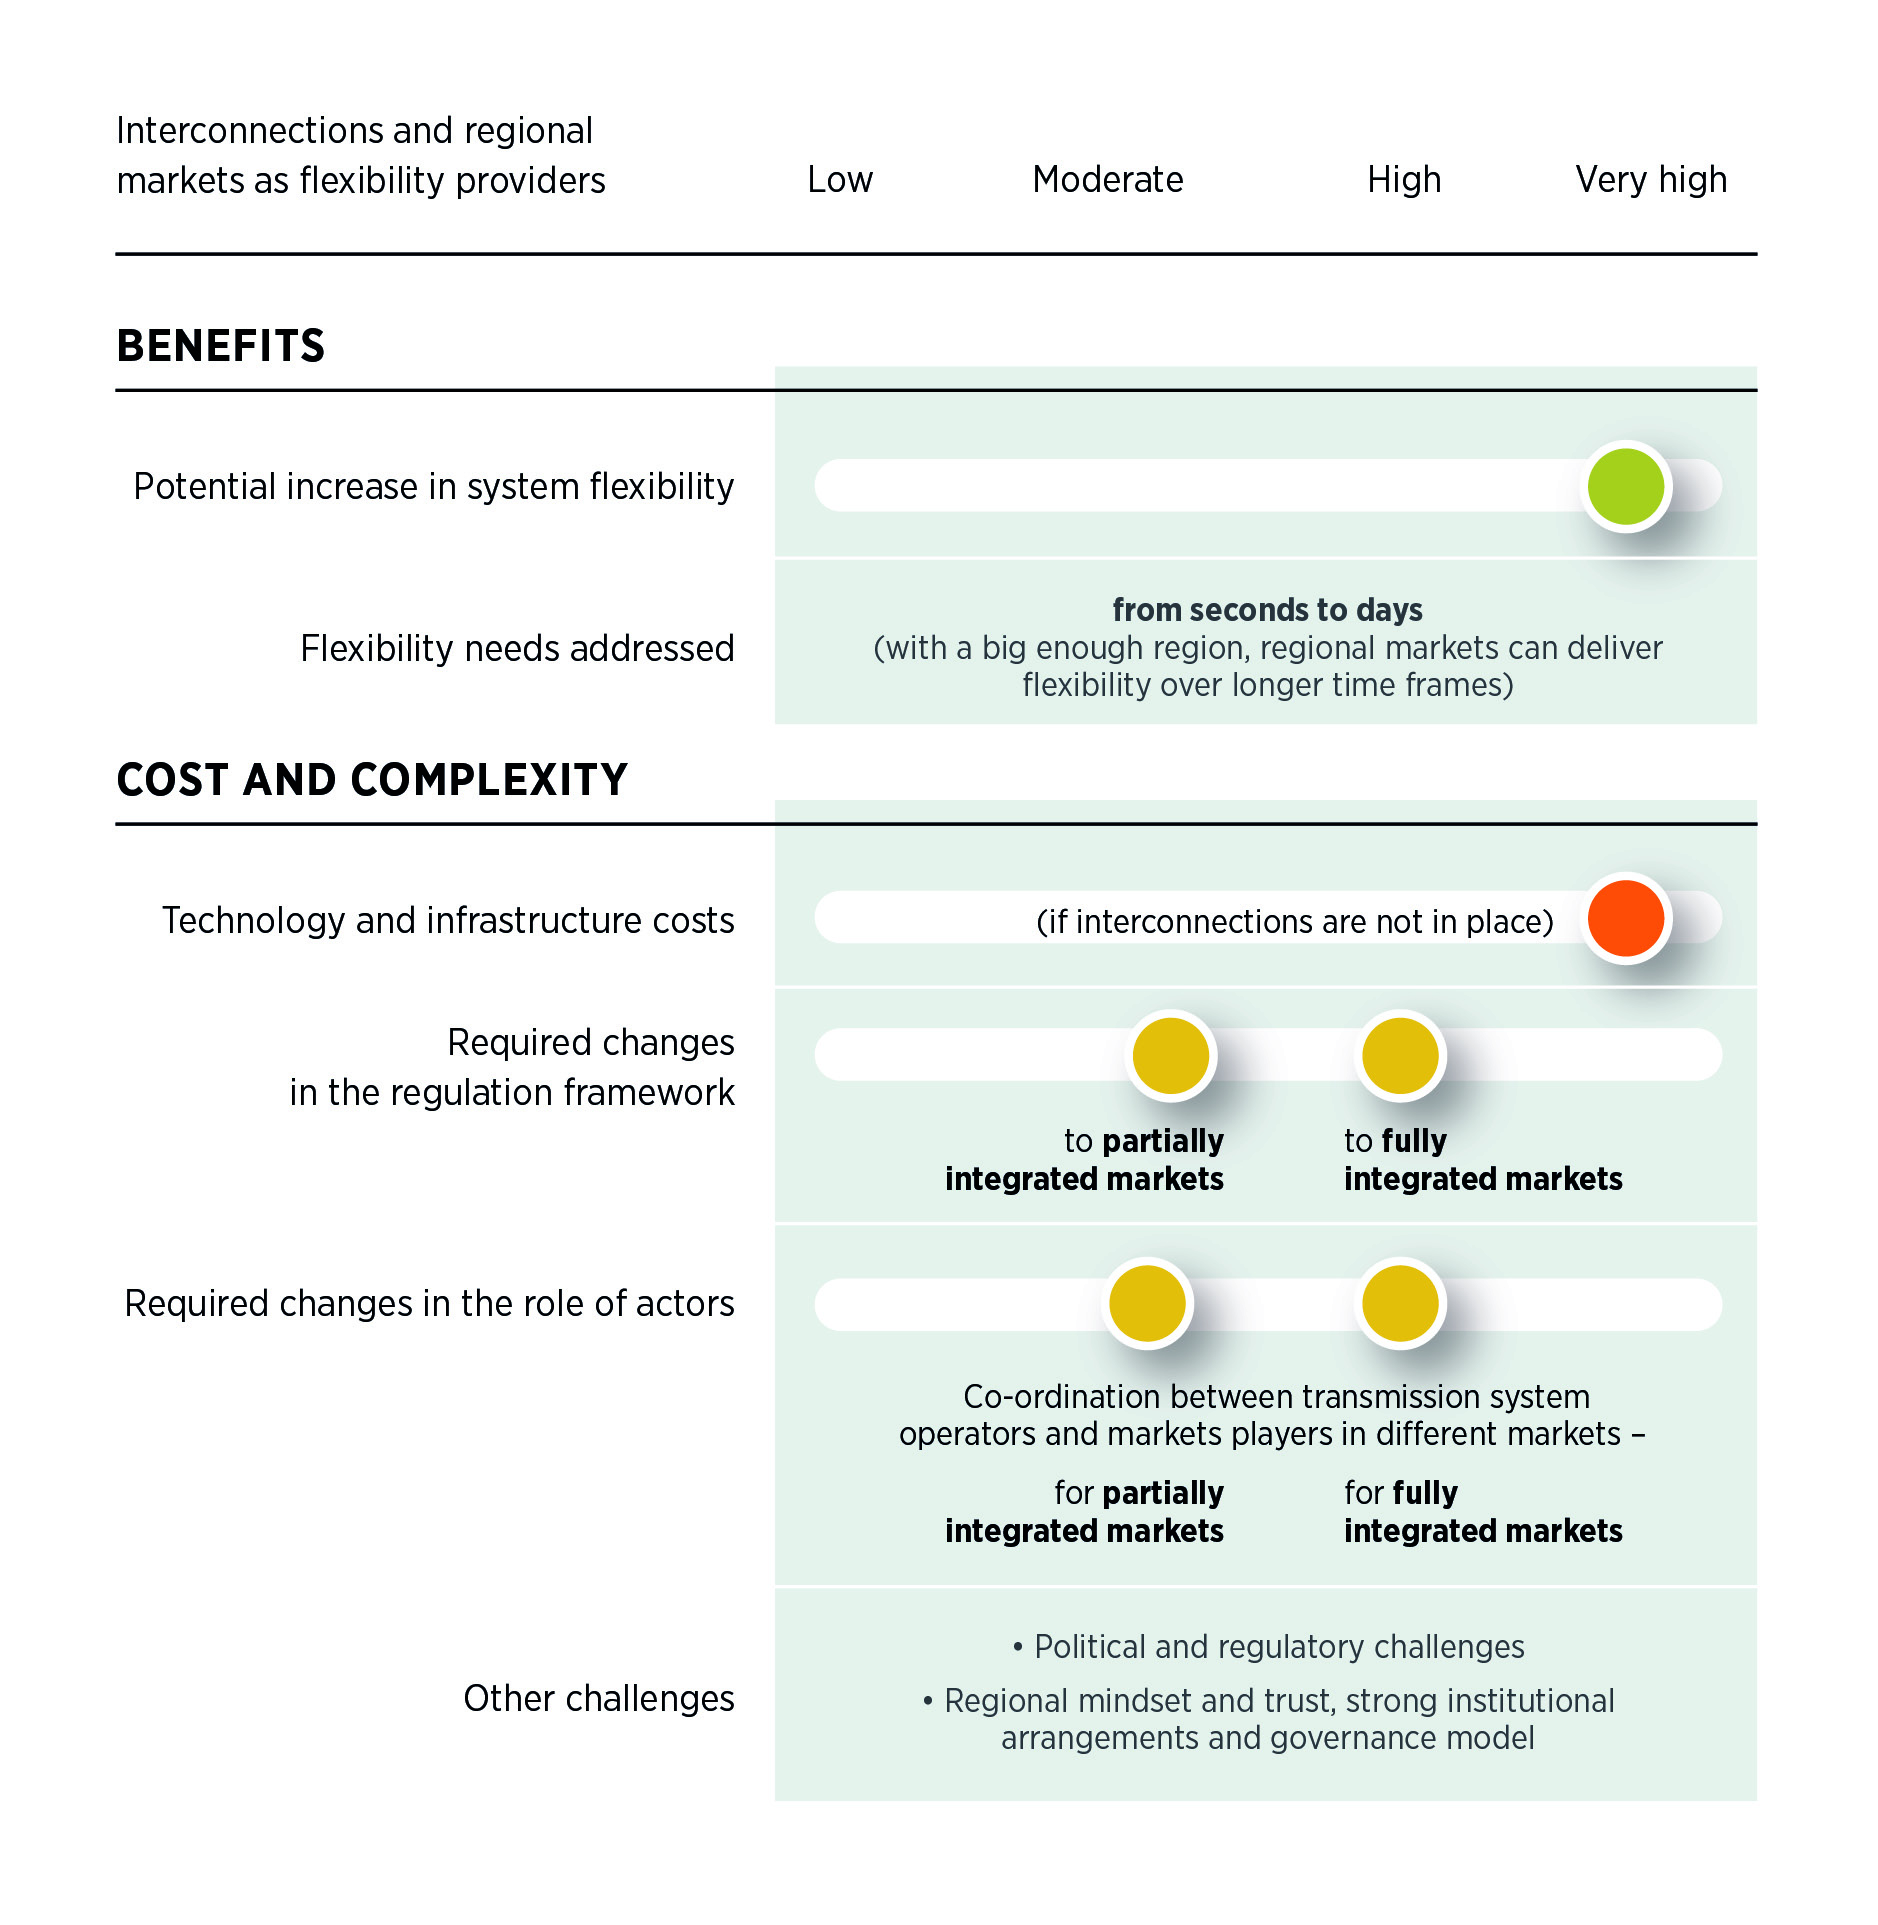 Interconnections and regional
markets as flexibility providers
Low Moderate High Very high
BENEFITS
Potential increase in system flexibility
Flexibility needs addressed
from seconds to days
(with a big enough region, regional markets can deliver
flexibility over longer time frames)
COST AND COMPLEXITY
Technology and infrastructure costs
(if interconnections are not in place)
Required changes
in the regulation framework
to partially
integrated markets
to fully
integrated markets
Required changes in the role of actors
Co-ordination between transmission system
operators and markets players in different markets –
for partially
integrated markets
for fully
integrated markets
Other challenges
• Political and regulatory challenges
• Regional mindset and trust, strong institutional
arrangements and governance model